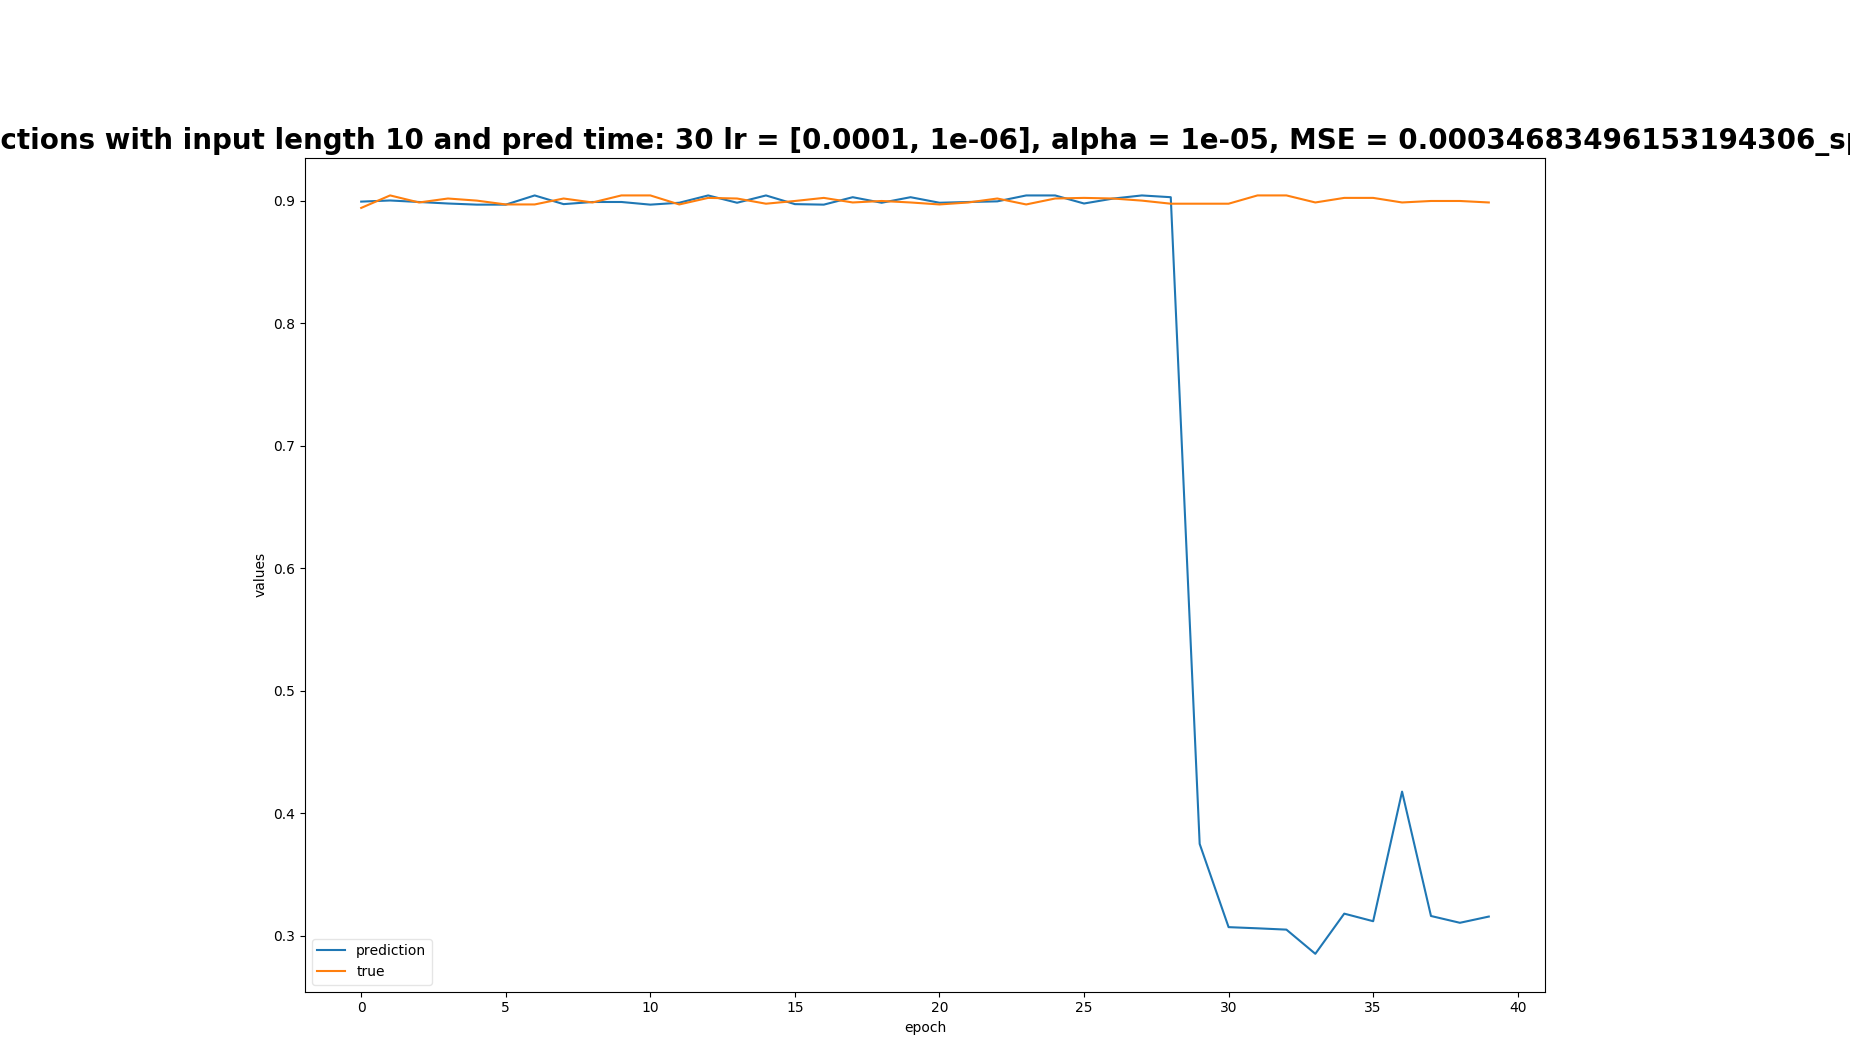 ctions with input length 10 and pred time: 30 lr = [0.0001, 1e-06], alpha = 1e-05, MSE = 0.00034683496153194306_sp
0.9
0.8
0.7
0.6
0.5
0.4
0.3
values
prediction
true
0 5 10 15 20 25 30 35 40
epoch